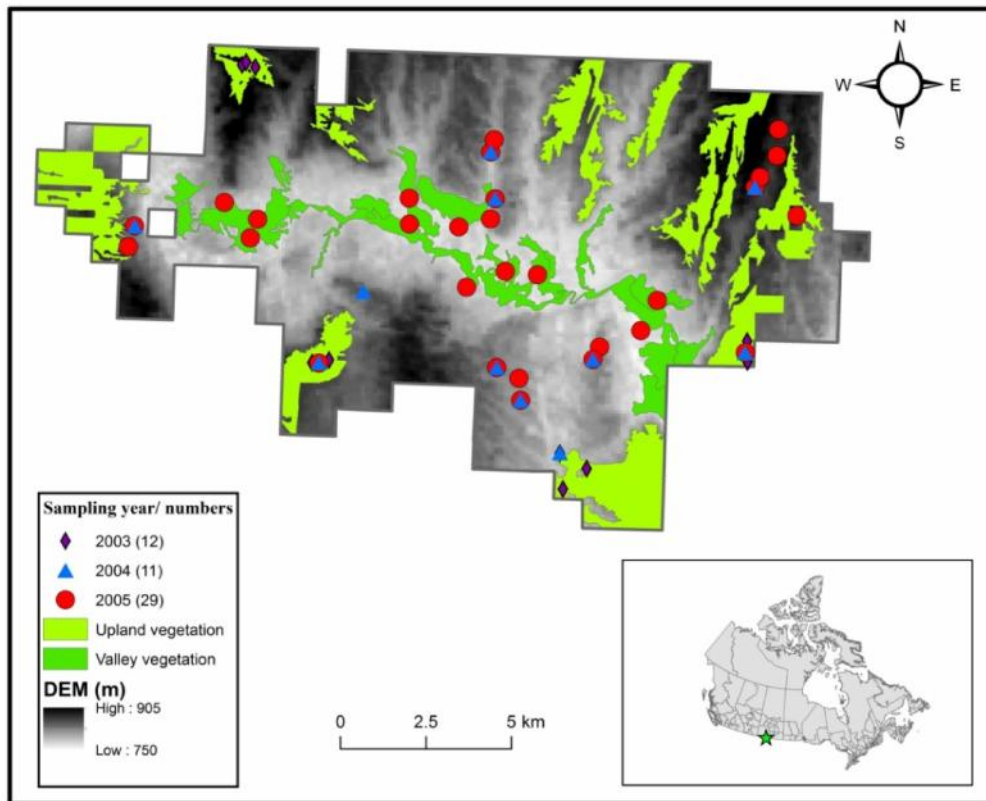 N
W E
S
Sampling year/ numbers
2003 (12)
2004 (11)
2005 (29)
Upland vegetation
Valley vegetation
DEM (m)
High : 905
Low : 750
0 2.5 5 km